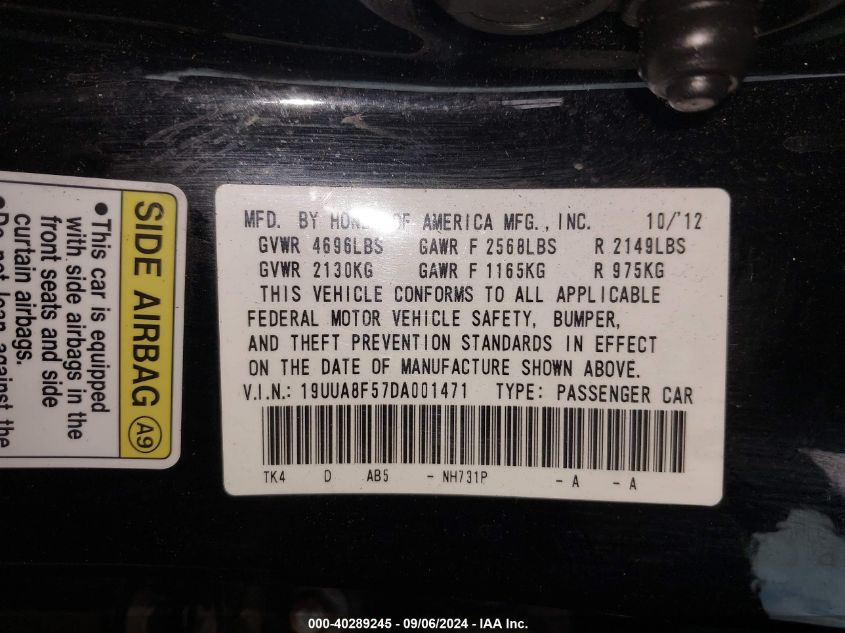 SIDE AIRBAG A9
•This car is equipped
with side airbags in the
front seats and side
curtain airbags.
MFD. BY OF AMERICA MFG., INC. 10/'12
GVWR 4696LBS GAWR F 2568LBS R 2149LBS
GVWR 2130KG GAWR F 1165KG R 975KG
THIS VEHICLE CONFORMS TO ALL APPLICABLE
FEDERAL MOTOR VEHICLE SAFETY, BUMPER,
AND THEFT PREVENTION STANDARDS IN EFFECT
ON THE DATE OF MANUFACTURE SHOWN ABOVE.
V.I.N.: 19UUA8F57DA001471 TYPE: PASSENGER CAR
TK4 D AB5 - NH731P - A - A
000-40289245 - 09/06/2024 - IAA Inc.